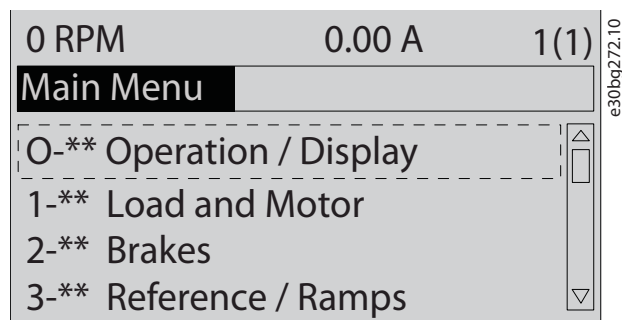 0 RPM 0.00 A 1(1)
Main Menu
O-** Operation / Display
1-** Load and Motor
2-** Brakes
3-** Reference / Ramps
e30bq272.10